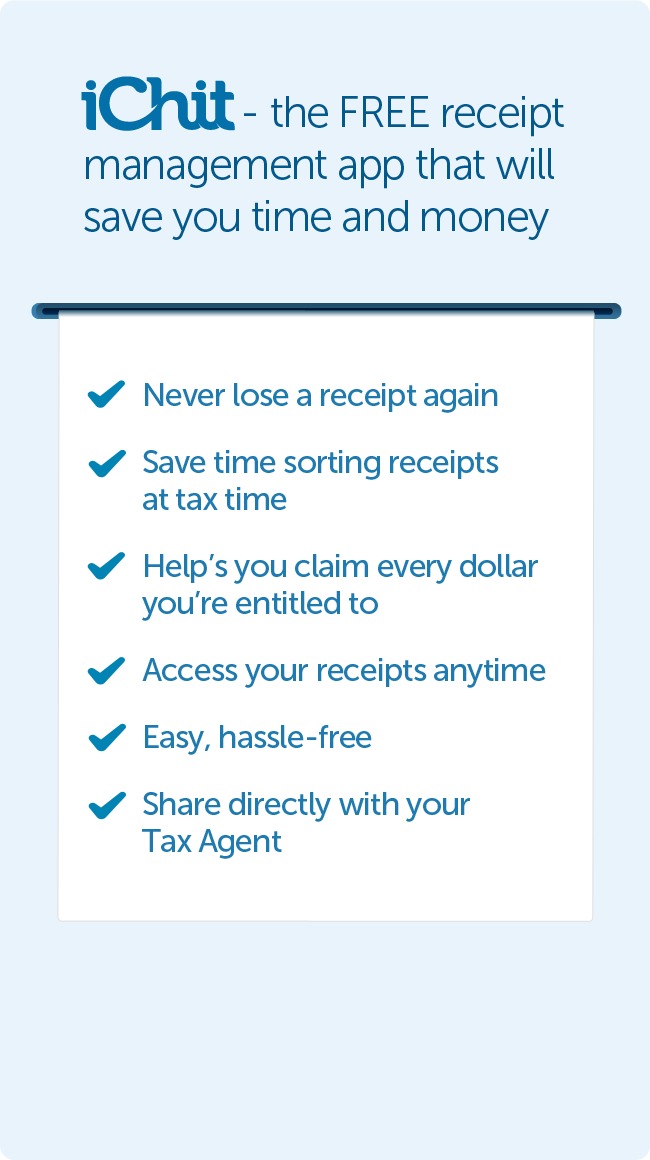 iChit - the FREE receipt
management app that will
save you time and money
Never lose a receipt again
Save time sorting receipts
at tax time
Help’s you claim every dollar
you’re entitled to
Access your receipts anytime
Easy, hassle-free
Share directly with your
Tax Agent